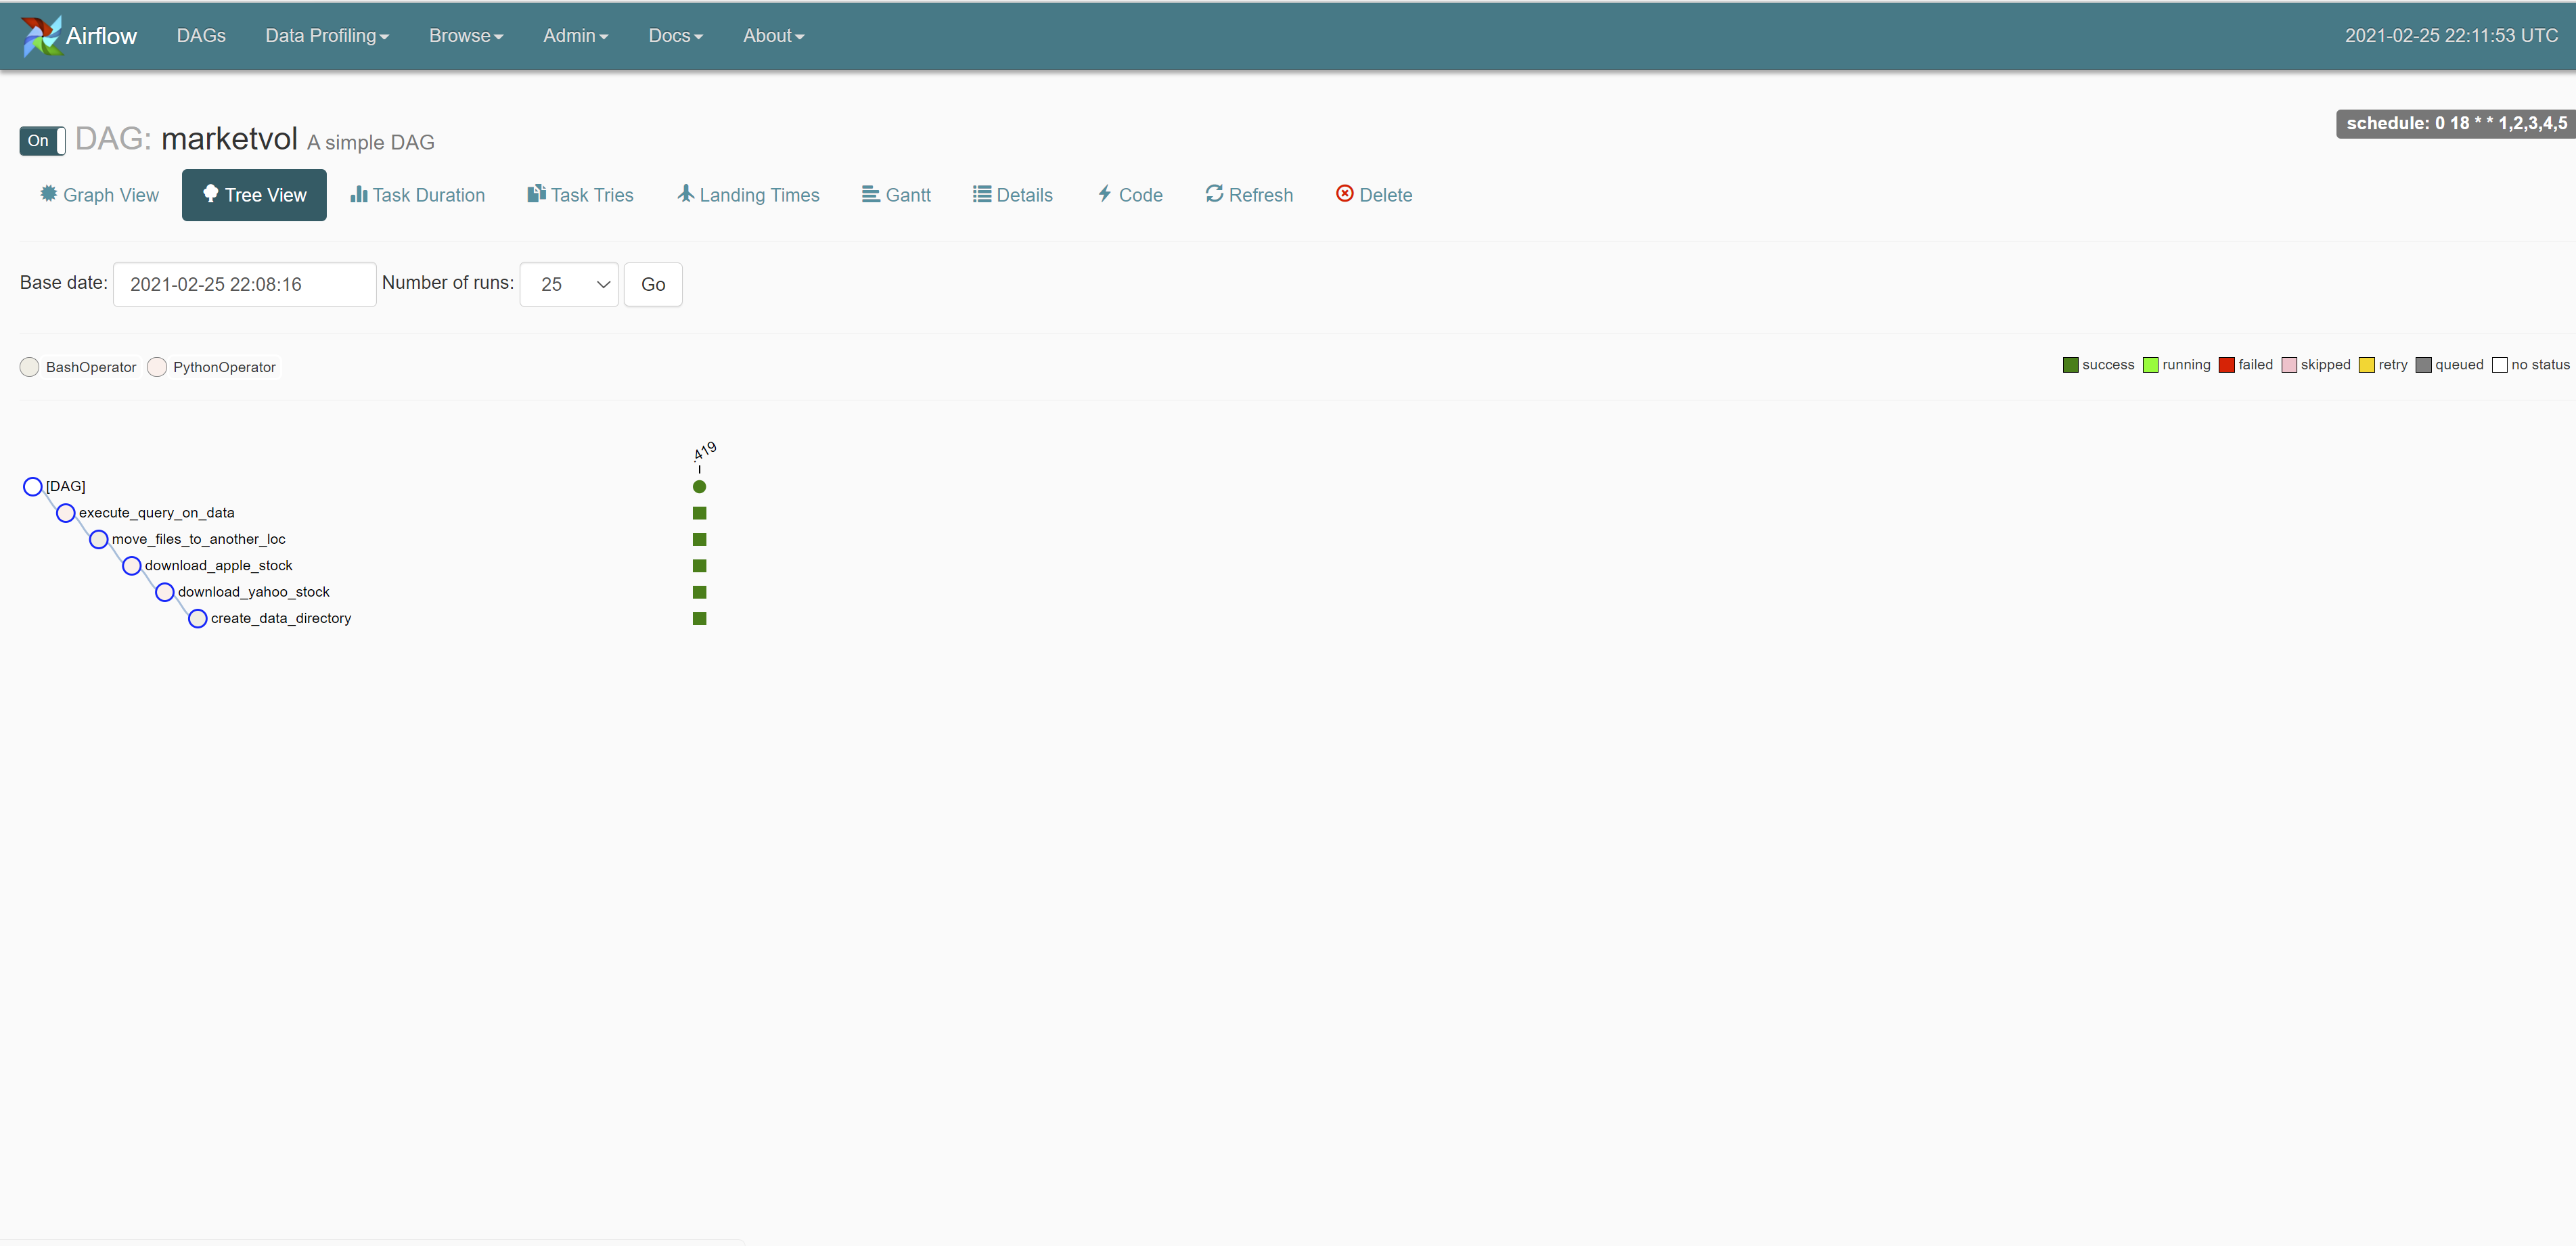 Airflow DAGs Data Profiling Browse Admin Docs About 2021-02-25 22:11:53 UTC
schedule: 0 18 * * 1,2,3,4,5
On DAG: marketvol A simple DAG
Graph View Tree View Task Duration Task Tries Landing Times Gantt Details Code Refresh Delete
Base date: 2021-02-25 22:08:16 Number of runs: 25 Go
BashOperator PythonOperator success running failed skipped retry queued no status
.419
[DAG]
execute_query_on_data
move_files_to_another_loc
download_apple_stock
download_yahoo_stock
create_data_directory